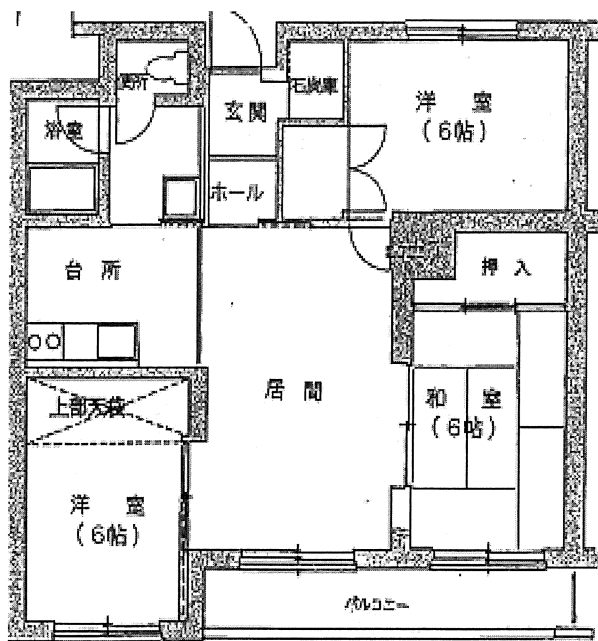 便所
石炭庫
玄関
洋室
(6帖)
浴室
ホール
台所
押入
居間
上部天袋
和室
(6帖)
洋室
(6帖)
バルコニー